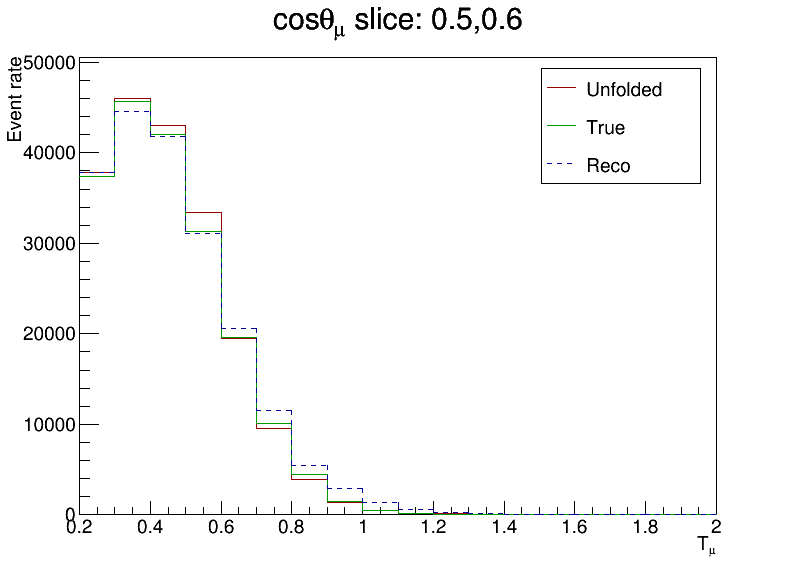 cosθμ slice: 0.5,0.6
Event rate
50000
40000
30000
20000
10000
0
Unfolded
True
Reco
0.2 0.4 0.6 0.8 1 1.2 1.4 1.6 1.8 2
Tμ